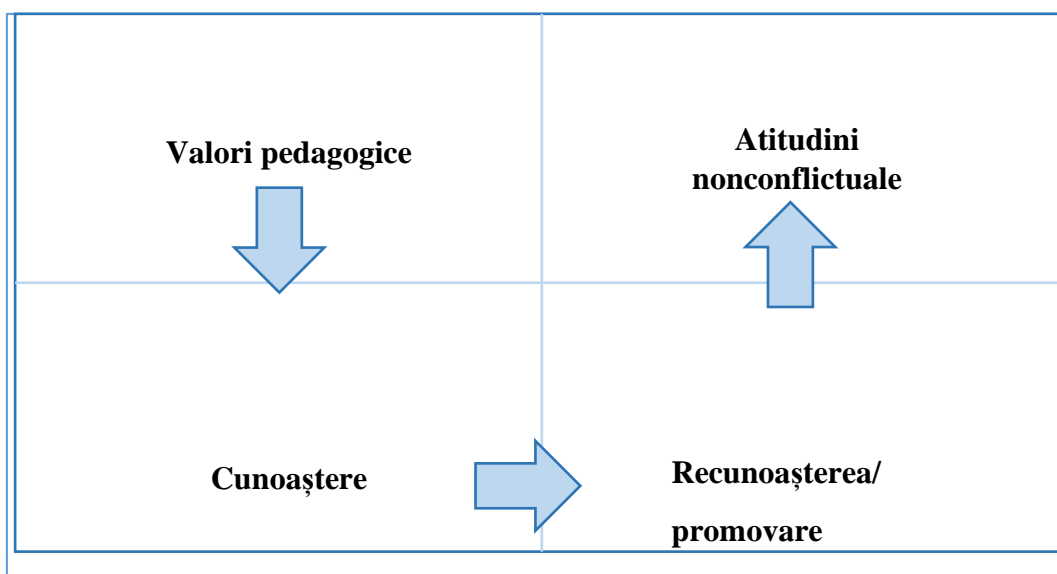 Valori pedagogice
Atitudini
nonconflictuale
Cunoaștere
Recunoașterea/
promovare